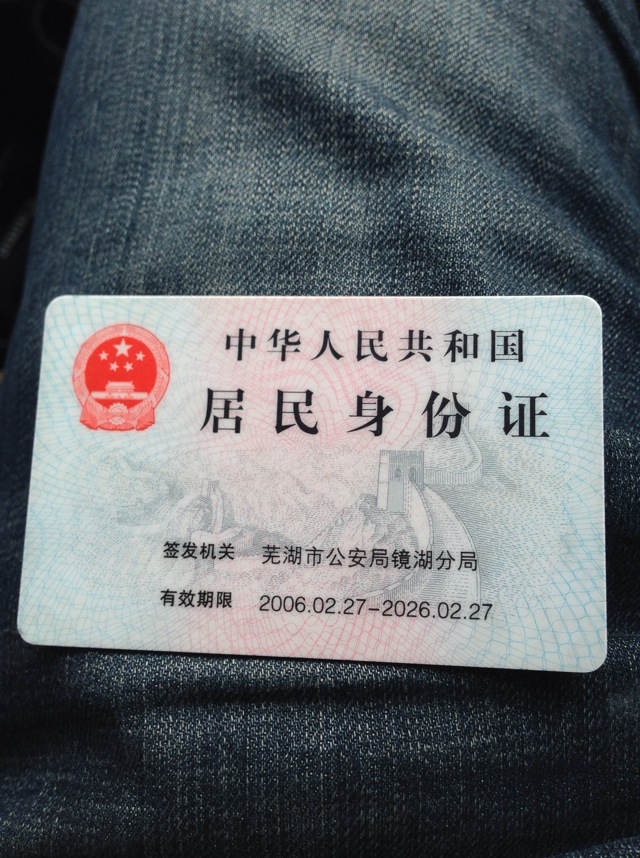 中华人民共和国
居民身份证
签发机关 芜湖市公安局镜湖分局
有效期限 2006.02.27-2026.02.27